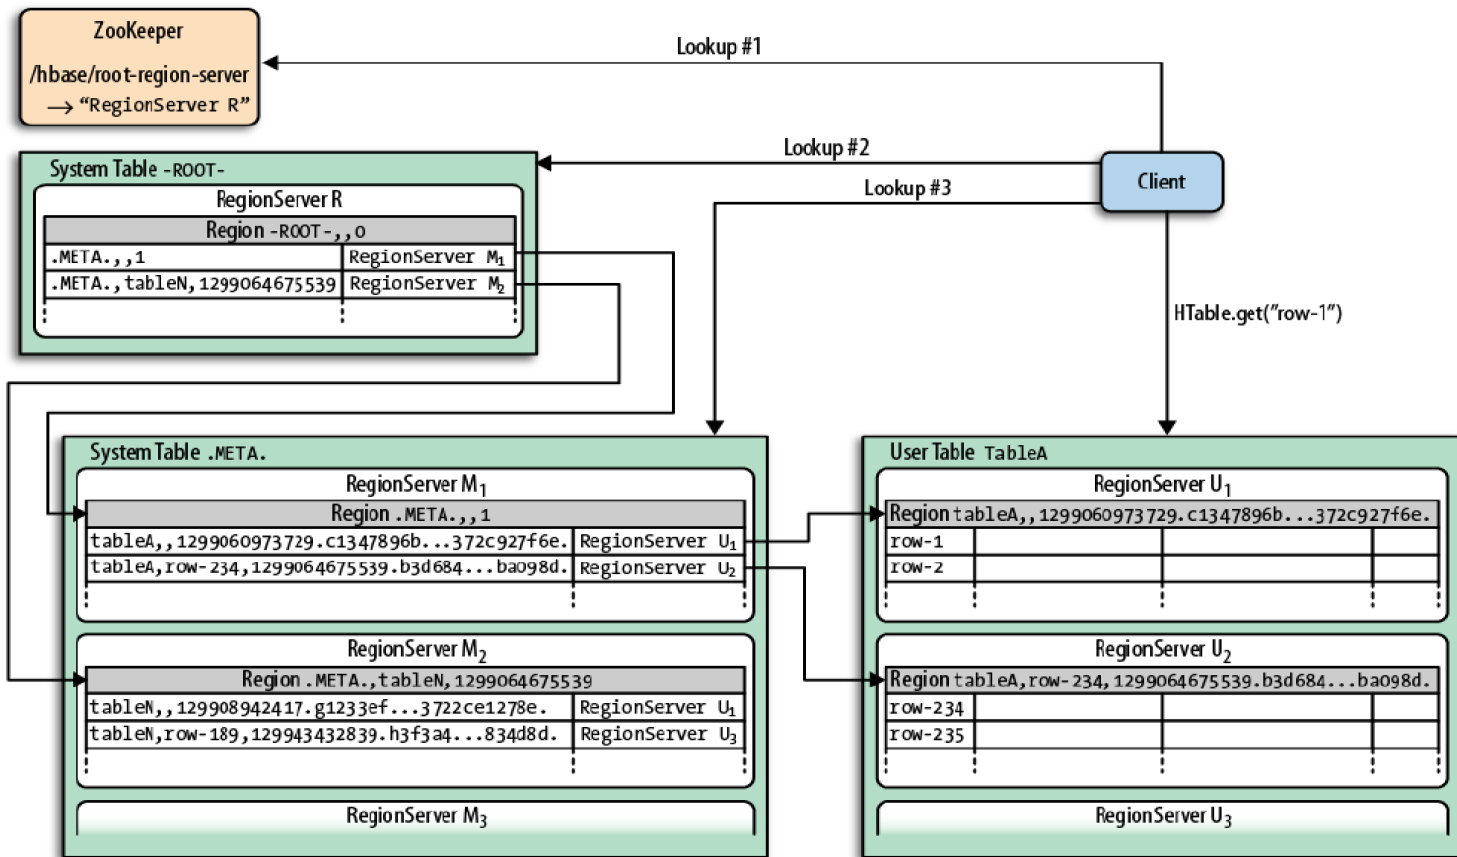 ZooKeeper
/hbase/root-region-server
→ “RegionServer R”
Lookup #1
Lookup #2
Lookup #3
Client
HTable.get("row-1")
System Table -ROOT-
RegionServer R
Region -ROOT-,,0
.META.,,1 RegionServer M1
.META.,tableN,1299064675539 RegionServer M2
System Table .META.
RegionServer M1
Region .META.,,1
tableA,,1299060973729.c1347896b...372c927f6e. RegionServer U1
tableA,row-234,1299064675539.b3d684...ba098d. RegionServer U2
RegionServer M2
Region .META.,tableN,1299064675539
tableN,,129908942417.g1233ef...3722ce1278e. RegionServer U1
tableN,row-189,129943432839.h3f3a4...834d8d. RegionServer U3
RegionServer M3
User Table TableA
RegionServer U1
Region tableA,,1299060973729.c1347896b...372c927f6e.
row-1
row-2
RegionServer U2
Region tableA,row-234,1299064675539.b3d684...ba098d.
row-234
row-235
RegionServer U3